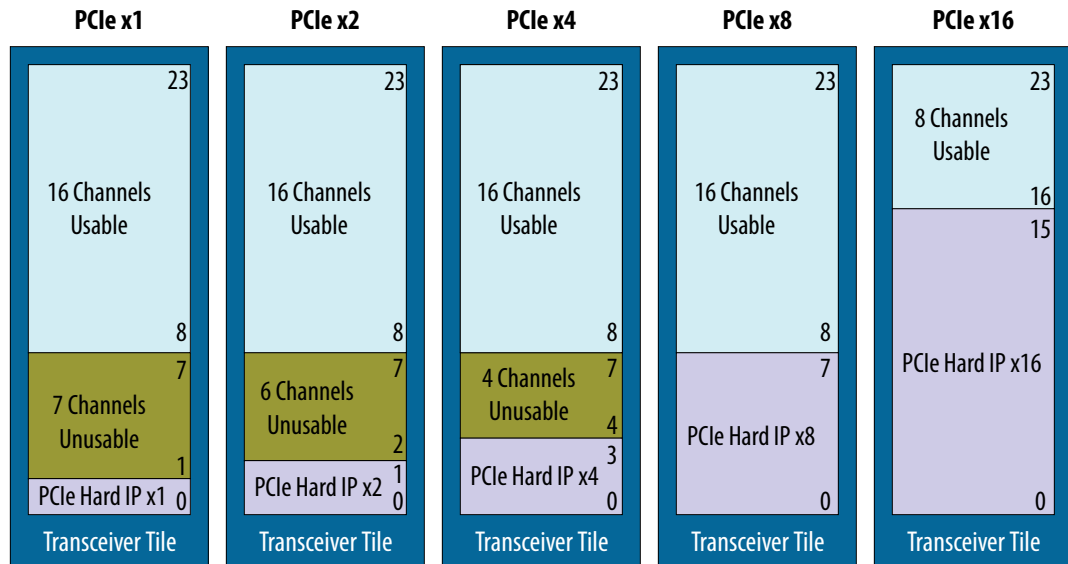 PCIe x1
23
16 Channels
Usable
8
7
7 Channels
Unusable
1
PCIe Hard IP x1
0
Transceiver Tile
PCIe x2
23
16 Channels
Usable
8
7
6 Channels
Unusable
2
1
PCIe Hard IP x2
0
Transceiver Tile
PCIe x4
23
16 Channels
Usable
8
7
4 Channels
Unusable
4
3
PCIe Hard IP x4
0
Transceiver Tile
PCIe x8
23
16 Channels
Usable
8
7
PCIe Hard IP x8
0
Transceiver Tile
PCIe x16
23
8 Channels
Usable
16
15
PCIe Hard IP x16
0
Transceiver Tile